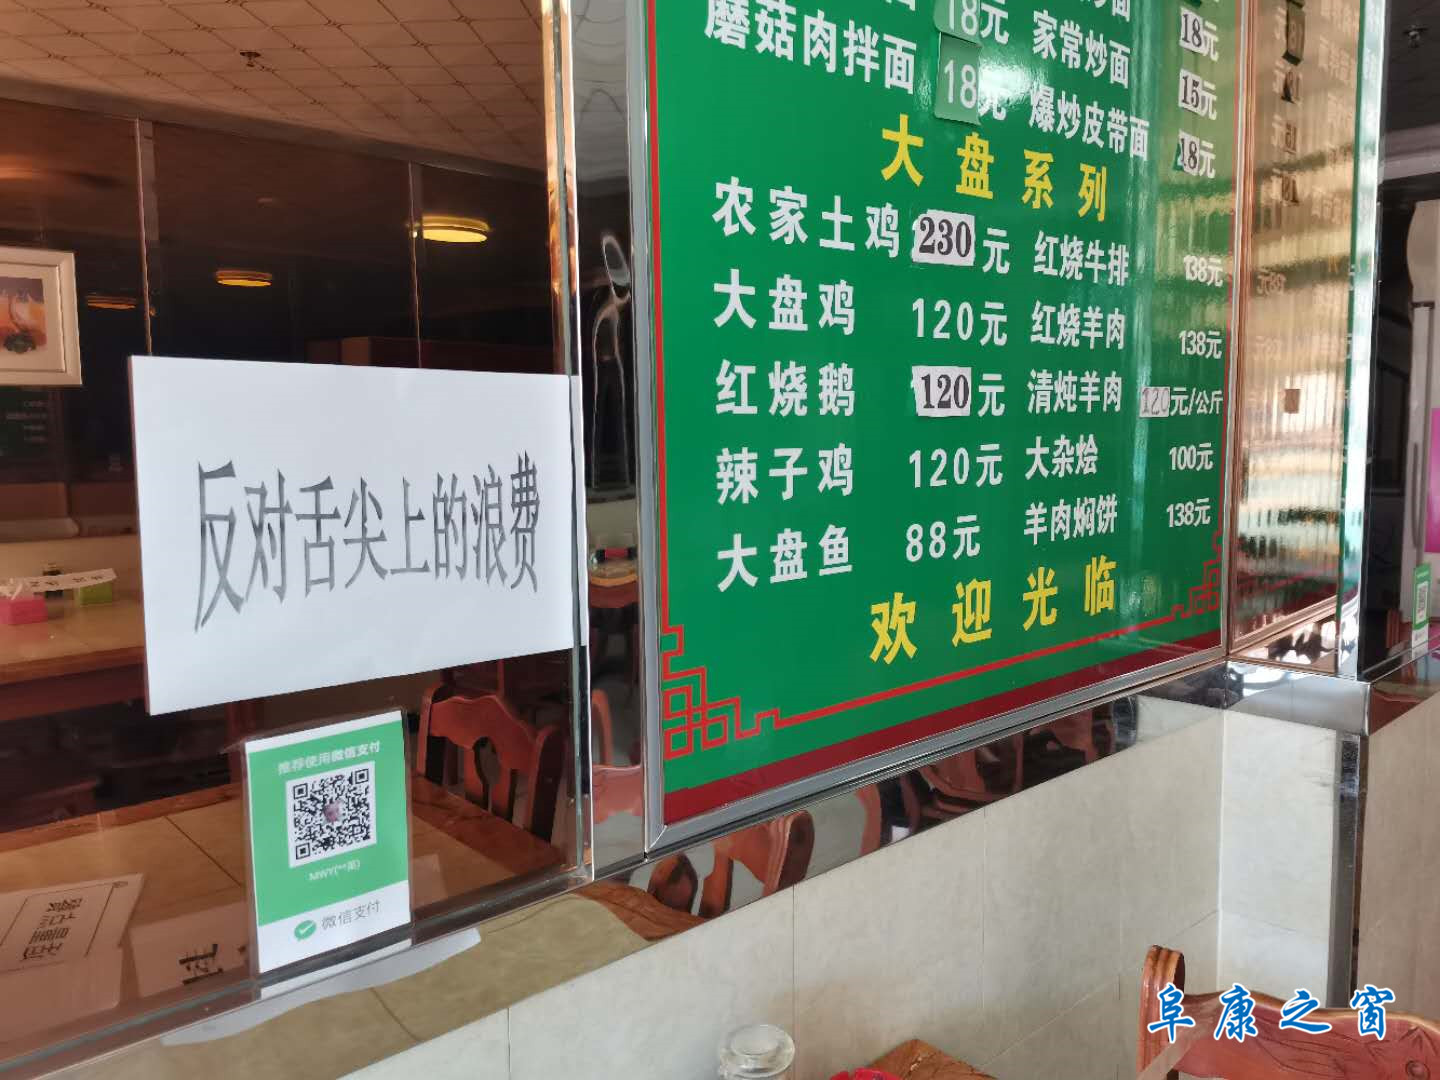 反对舌尖上的浪费
推荐使用微信支付
MWY(**苗)
微信支付
18元
蘑菇肉拌面 18元
18元
家常炒面 15元
爆炒皮带面 18元
大盘系列
农家土鸡 230元 红烧牛排 138元
大盘鸡 120元 红烧羊肉 138元
红烧鹅 120元 清炖羊肉 120元/公斤
辣子鸡 120元 大杂烩 100元
大盘鱼 88元 羊肉焖饼 138元
欢迎光临
阜康之窗